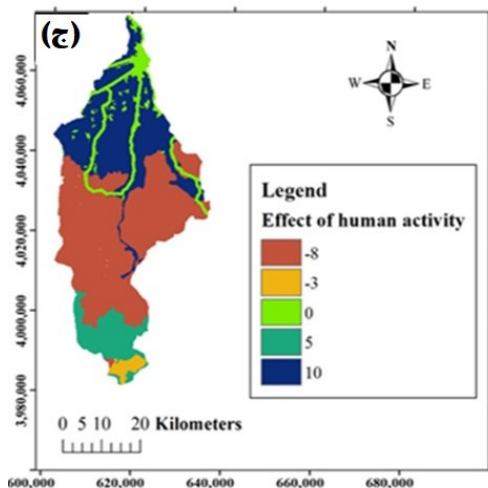 (ج)
N
W
E
S
4,060,000
4,040,000
4,020,000
4,000,000
3,980,000
Legend
Effect of human activity
-8
-3
0
5
10
0 5 10 20 Kilometers
600,000 620,000 640,000 660,000 680,000